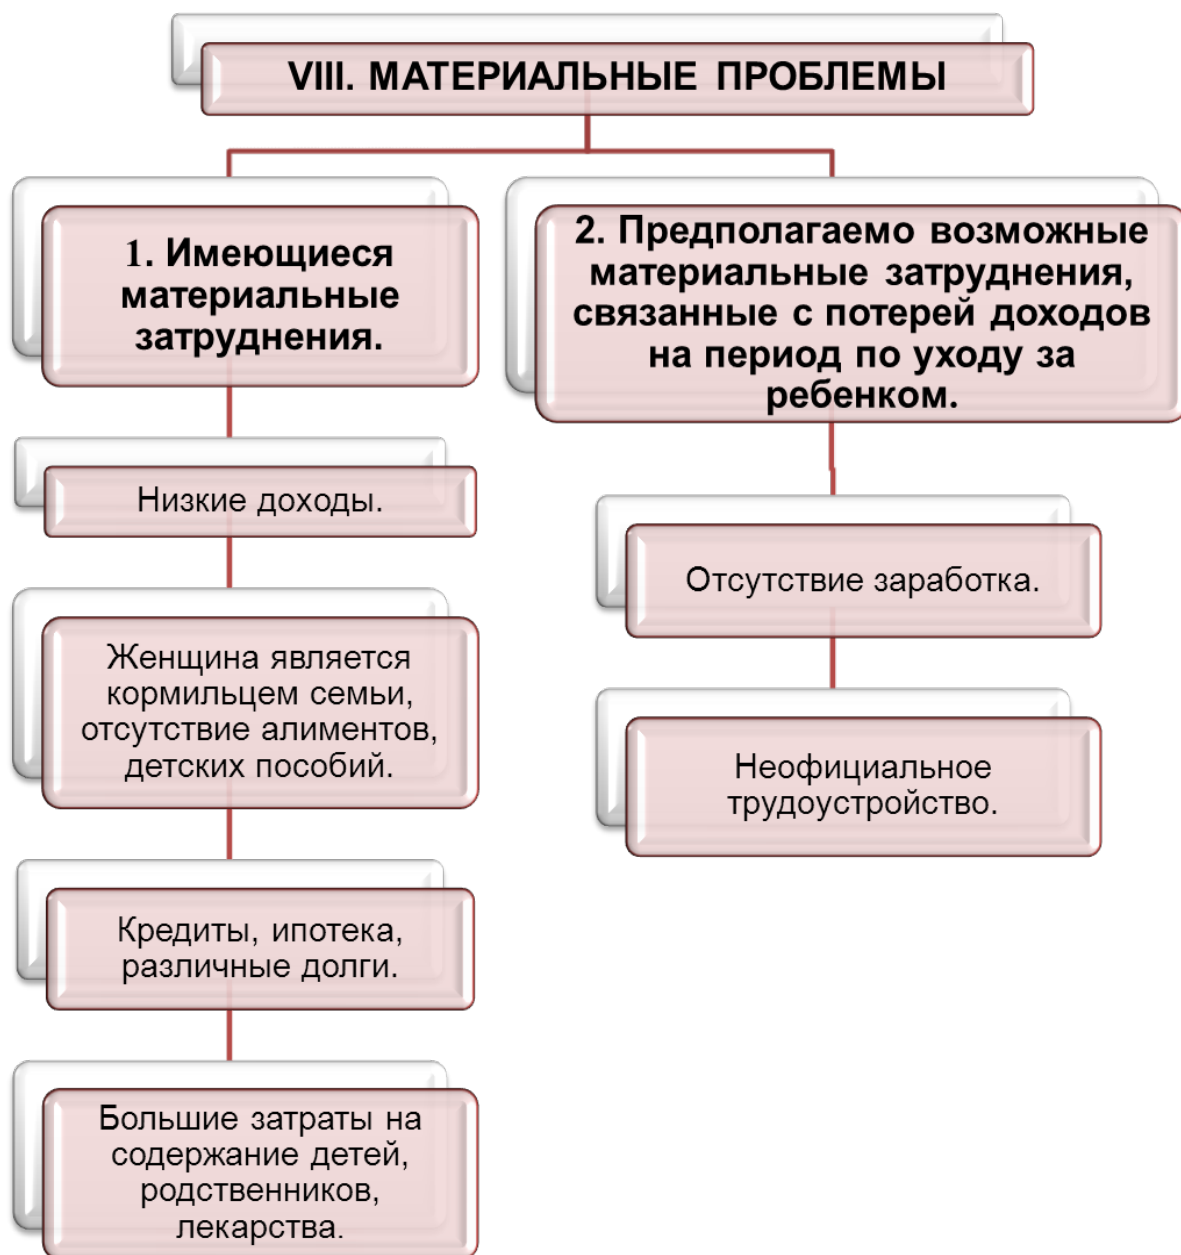 VIII. МАТЕРИАЛЬНЫЕ ПРОБЛЕМЫ
1. Имеющиеся
материальные
затруднения.
Низкие доходы.
Женщина является
кормильцем семьи,
отсутствие алиментов,
детских пособий.
Кредиты, ипотека,
различные долги.
Большие затраты на
содержание детей,
родственников,
лекарства.
2. Предполагаемо возможные
материальные затруднения,
связанные с потерей доходов
на период по уходу за
ребенком.
Отсутствие заработка.
Неофициальное
трудоустройство.